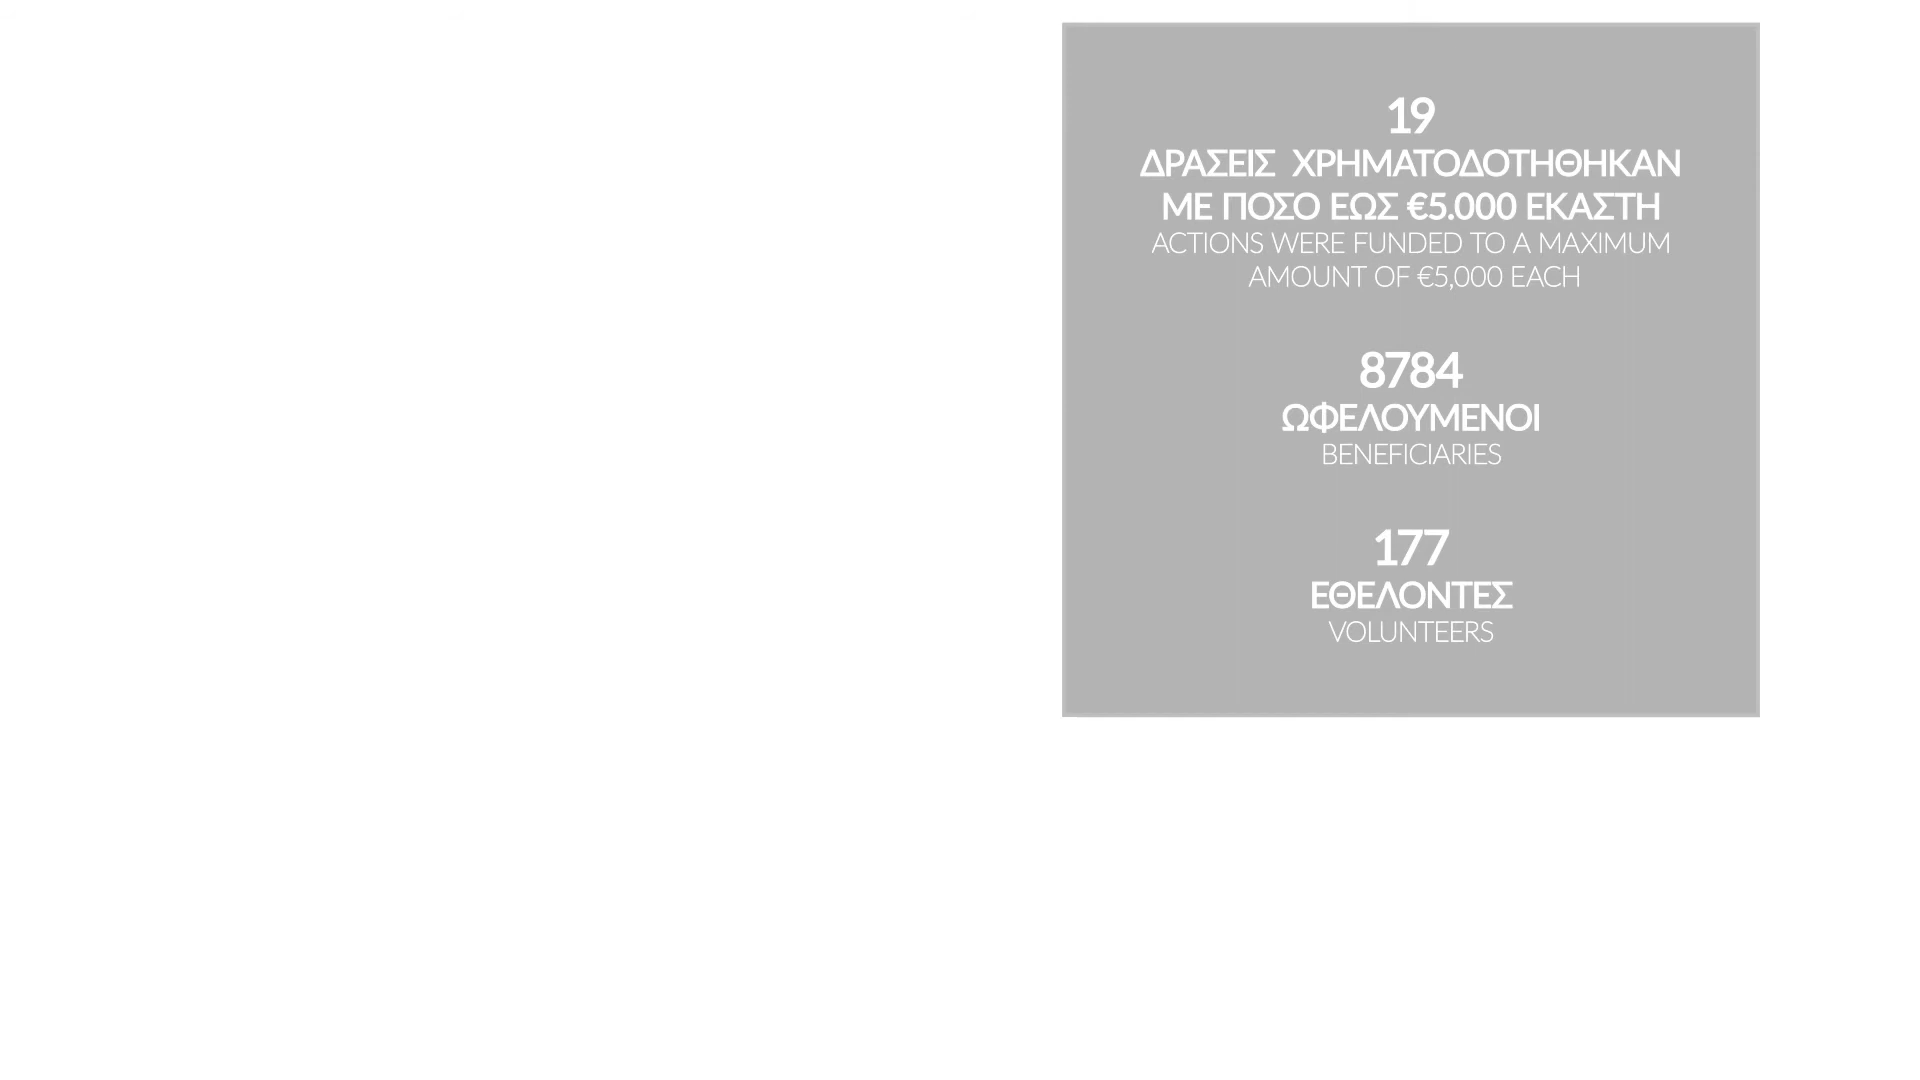 19
ΔΡΑΣΕΙΣ ΧΡΗΜΑΤΟΔΟΤΗΘΗΚΑΝ
ΜΕ ΠΟΣΟ ΕΩΣ €5.000 ΕΚΑΣΤΗ
ACTIONS WERE FUNDED TO A MAXIMUM
AMOUNT OF €5,000 EACH
8784
ΩΦΕΛΟΥΜΕΝΟΙ
BENEFICIARIES
177
ΕΘΕΛΟΝΤΕΣ
VOLUNTEERS